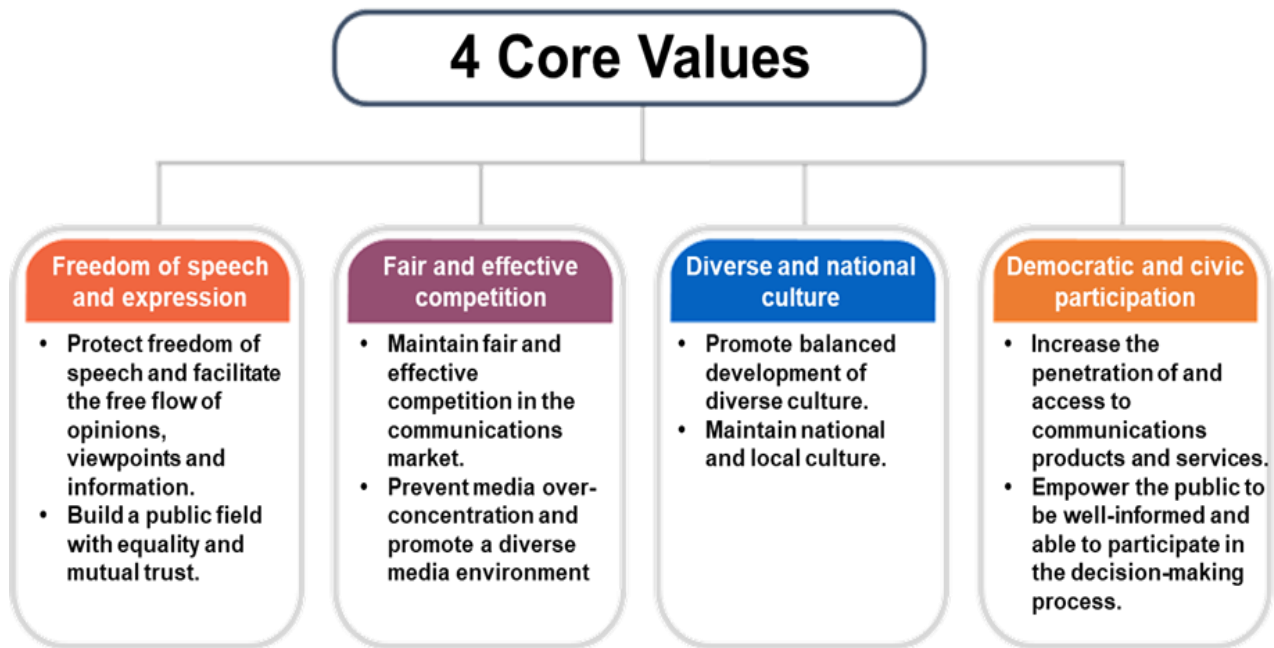 4 Core Values
Freedom of speech
and expression
• Protect freedom of
speech and facilitate
the free flow of
opinions,
viewpoints and
information.
• Build a public field
with equality and
mutual trust.
Fair and effective
competition
• Maintain fair and
effective
competition in the
communications
market.
• Prevent media over-
concentration and
promote a diverse
media environment
Diverse and national
culture
• Promote balanced
development of
diverse culture.
• Maintain national
and local culture.
Democratic and civic
participation
• Increase the
penetration of and
access to
communications
products and services.
• Empower the public to
be well-informed and
able to participate in
the decision-making
process.